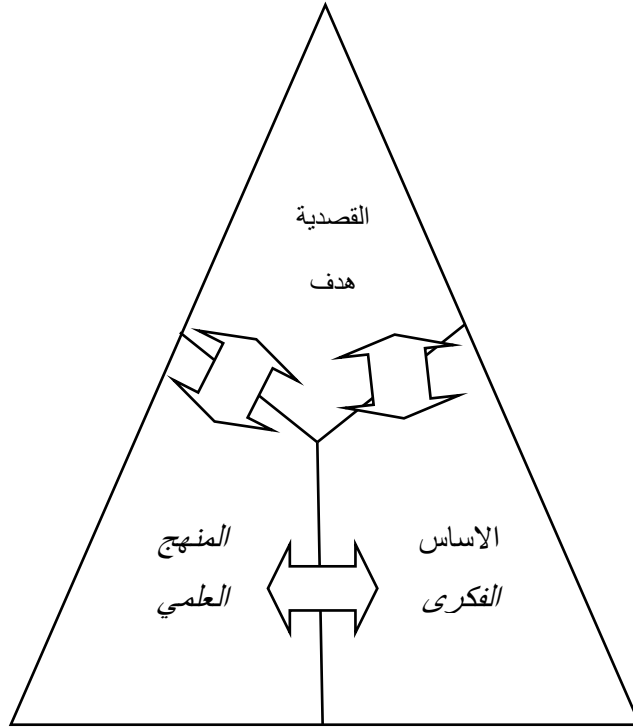 القصدية
هدف
الاساس
الفكرى
المنهج
العلمي